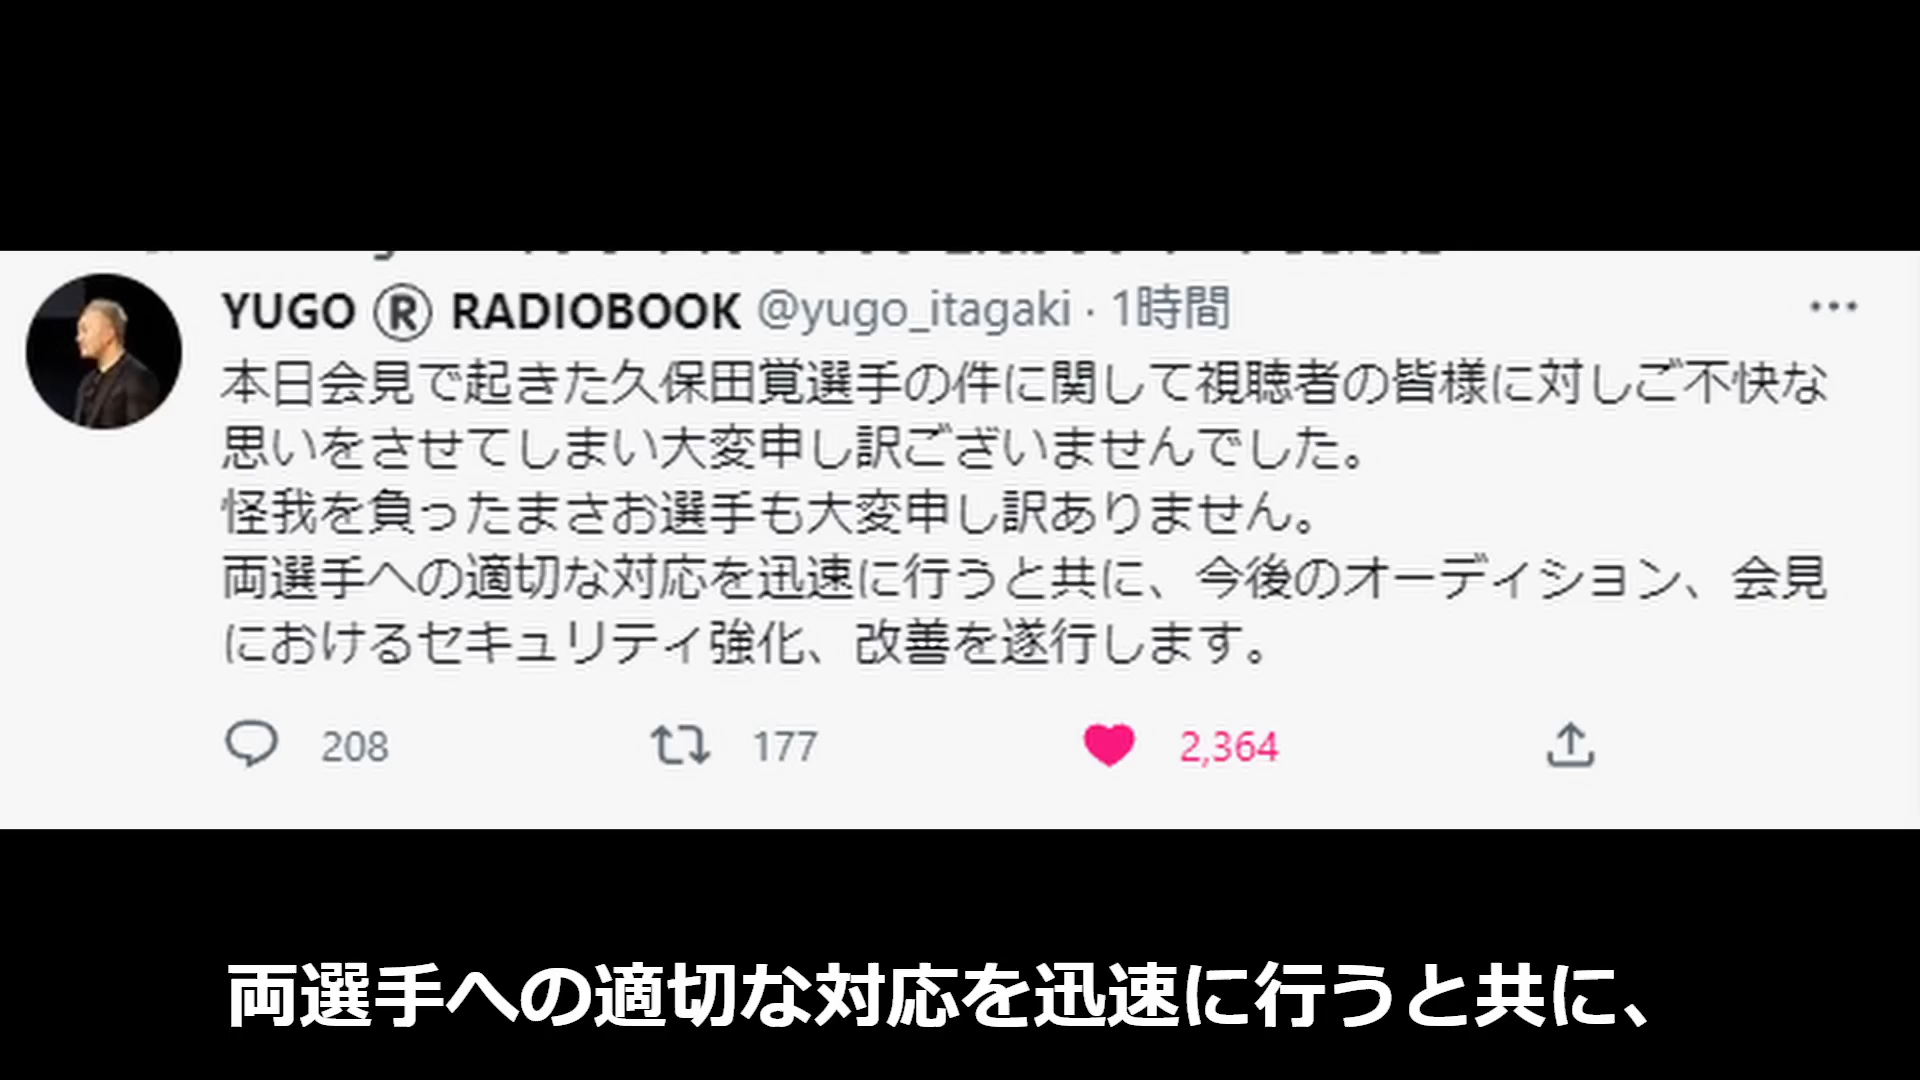 YUGO Ⓡ RADIOBOOK @yugo_itagaki · 1時間
本日会見で起きた久保田覚選手の件に関して視聴者の皆様に対しご不快な
思いをさせてしまい大変申し訳ございませんでした。
怪我を負ったまさお選手も大変申し訳ありません。
両選手への適切な対応を迅速に行うと共に、今後のオーディション、会見
におけるセキュリティ強化、改善を遂行します。
208 177 2,364
両選手への適切な対応を迅速に行うと共に、